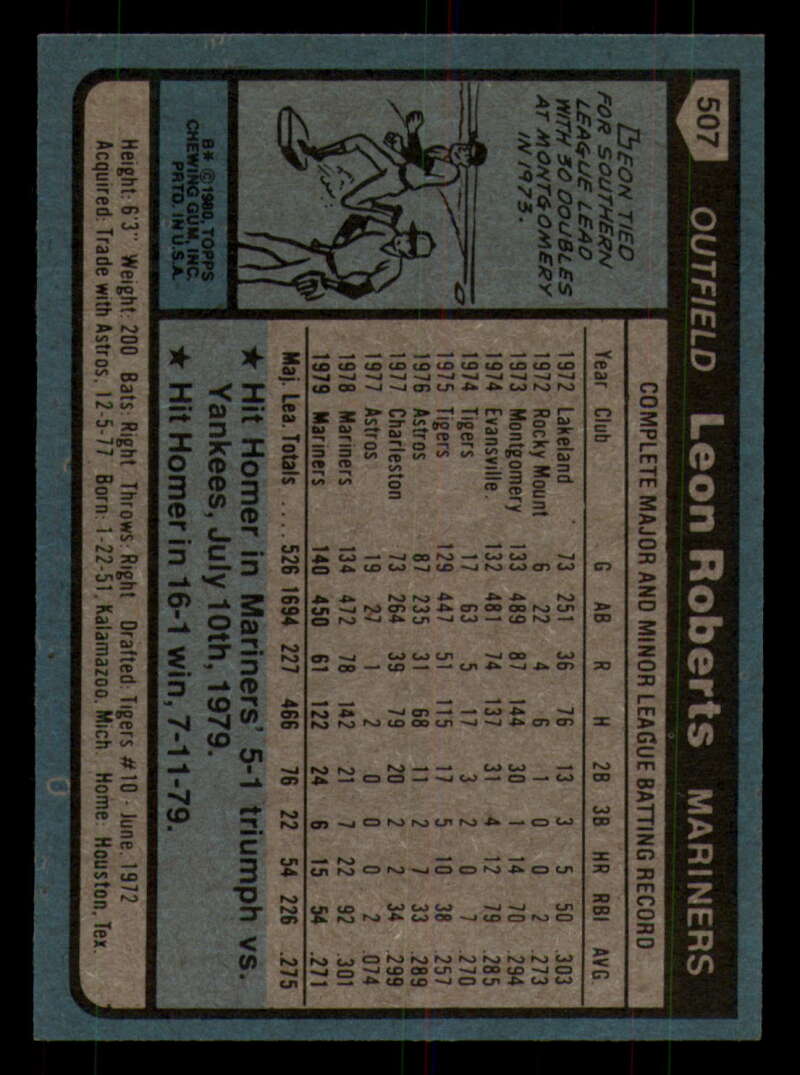 507 OUTFIELD Leon Roberts MARINERS
LEON TIED
FOR SOUTHERN
LEAGUE LEAD
WITH 30 DOUBLES
AT MONTGOMERY
IN 1973.
B* © 1980, TOPPS
CHEWING GUM, INC.
PRTD. IN U.S.A.
COMPLETE MAJOR AND MINOR LEAGUE BATTING RECORD
Year Club G AB R H 2B 3B HR RBI AVG
1972 Lakeland 73 251 36 76 13 3 5 50 .303
1972 Rocky Mount 6 22 4 6 1 0 0 2 .273
1973 Montgomery 133 489 87 144 30 1 14 70 .294
1974 Evansville 132 481 74 137 31 4 12 79 .285
1974 Tigers 17 63 5 17 3 2 0 7 .270
1975 Tigers 129 447 51 115 17 5 10 38 .257
1976 Astros 87 235 31 68 11 2 7 33 .289
1977 Charleston 73 264 39 79 20 2 2 34 .299
1977 Astros 19 27 1 2 0 0 0 2 .074
1978 Mariners 134 472 78 142 21 7 22 92 .301
1979 Mariners 140 450 61 122 24 6 15 54 .271
Maj. Lea. Totals .... 526 1694 227 466 76 22 54 226 .275
★ Hit Homer in Mariners' 5-1 triumph vs.
Yankees, July 10th, 1979.
★ Hit Homer in 16-1 win, 7-11-79.
Height: 6'3" Weight: 200 Bats: Right Throws: Right Drafted: Tigers #10 - June, 1972
Acquired: Trade with Astros, 12-5-77 Born: 1-22-51, Kalamazoo, Mich Home: Houston, Tex.